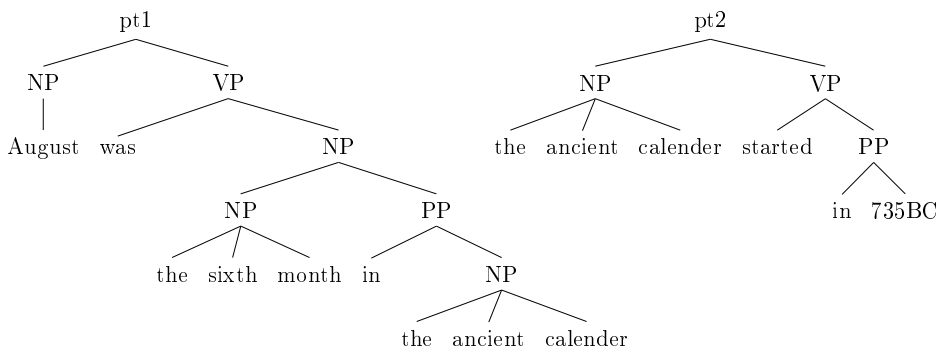 pt1 pt2
NP VP NP VP
August was NP the ancient calender started PP
NP PP in 735BC
the sixth month in NP
the ancient calender